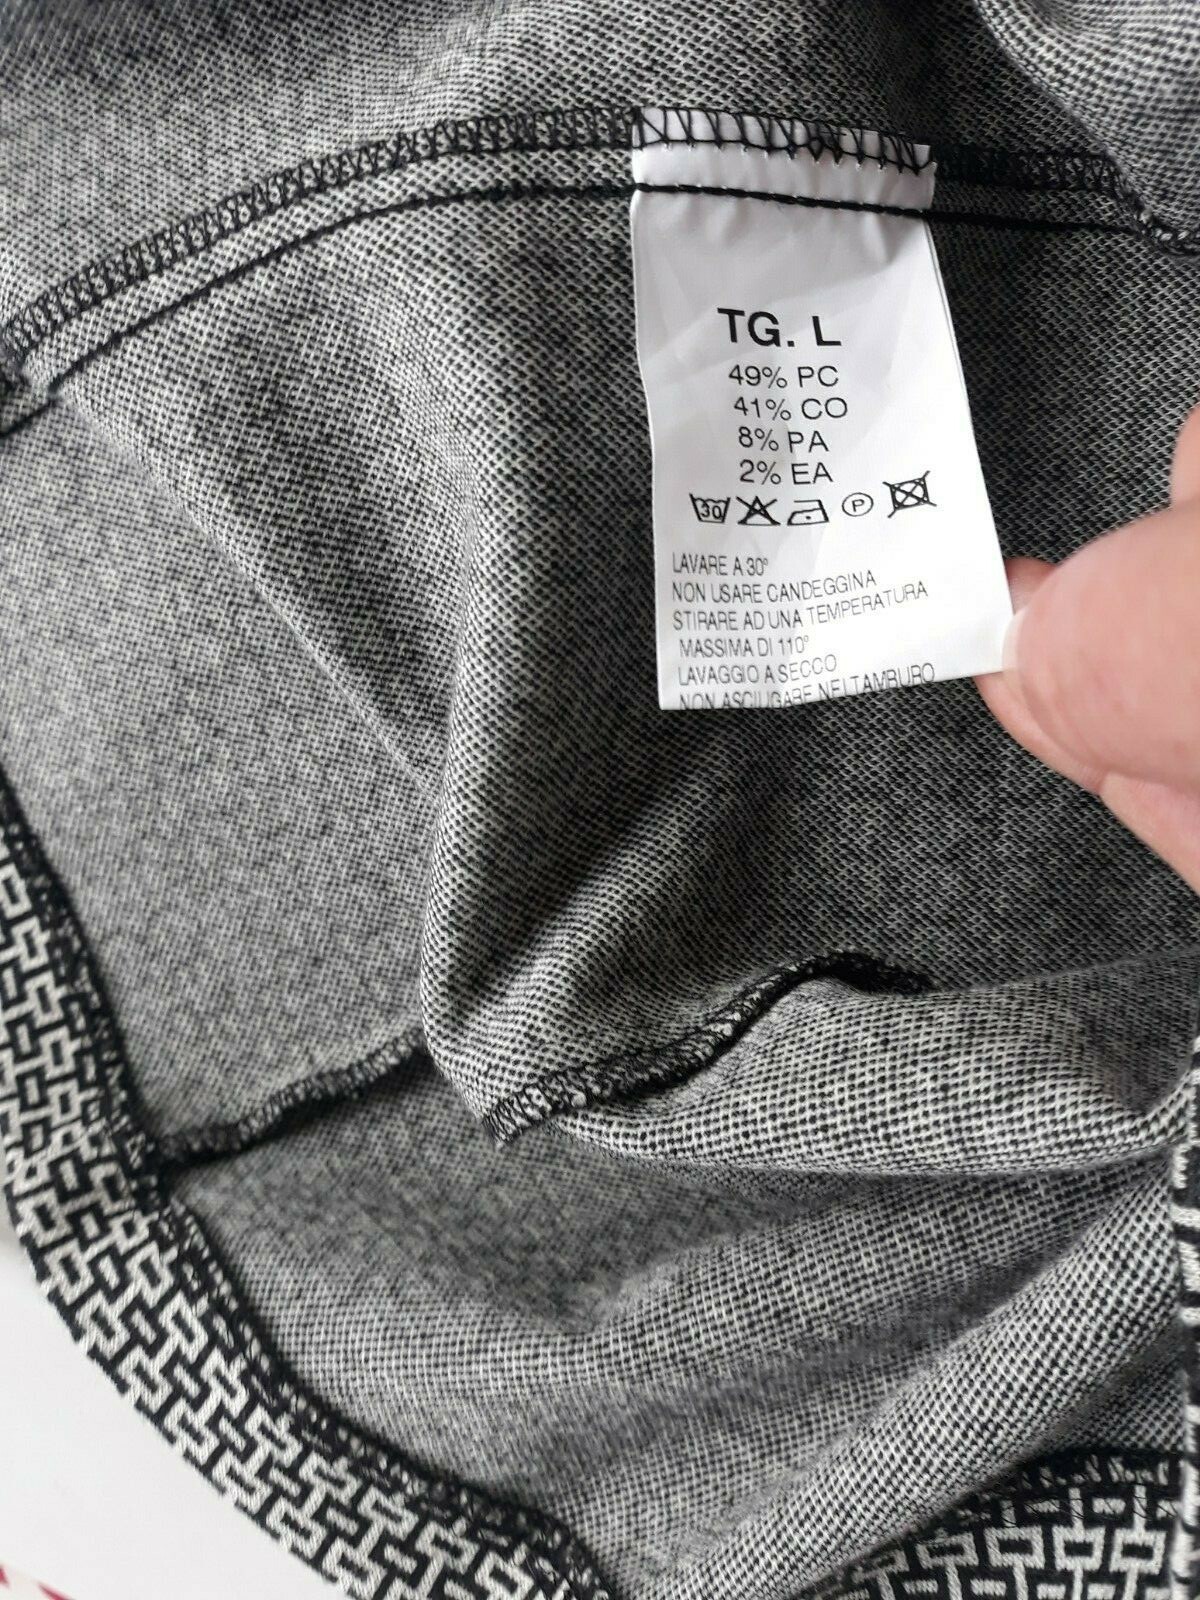 TG. L
49% PC
41% CO
8% PA
2% EA
30 P
LAVARE A 30°
NON USARE CANDEGGINA
STIRARE AD UNA TEMPERATURA
MASSIMA DI 110°
LAVAGGIO A SECCO
NON ASCIUGARE NEL TAMBURO